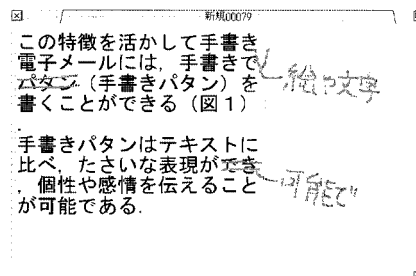 新規00079
この特徴を活かして手書き
電子メールには，手書きで
パタン（手書きパタン）を
書くことができる（図１）
．
手書きパタンはテキストに
比べ，たさいな表現ができ
，個性や感情を伝えること
が可能である．
絵や文字
可能で